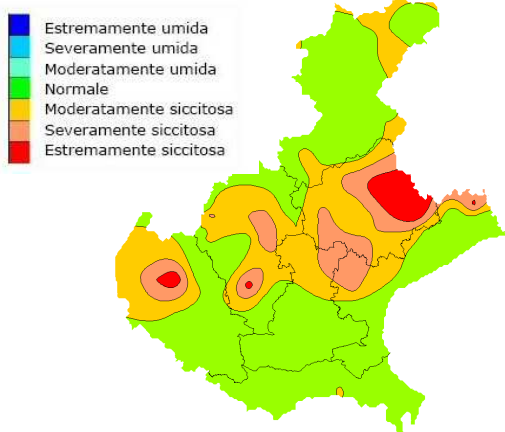 Estremamente umida
Severamente umida
Moderatamente umida
Normale
Moderatamente siccitosa
Severamente siccitosa
Estremamente siccitosa